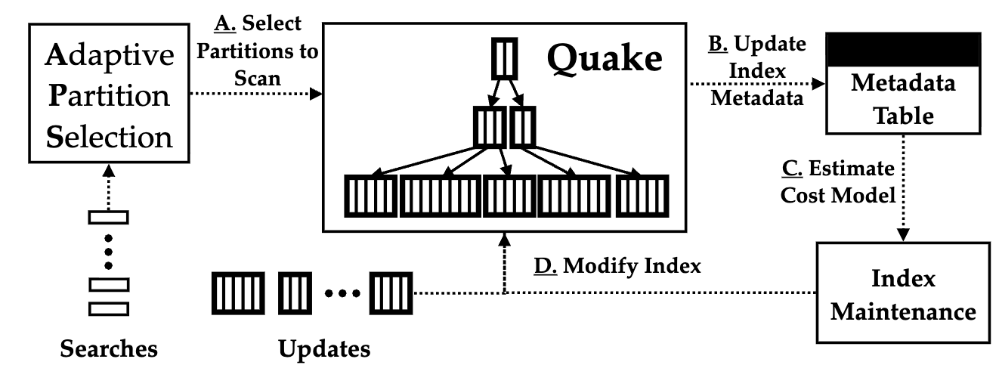 Adaptive
Partition
Selection
A. Select
Partitions to
Scan
Quake
B. Update
Index
Metadata
Metadata
Table
C. Estimate
Cost Model
Index
Maintenance
D. Modify Index
Searches
Updates